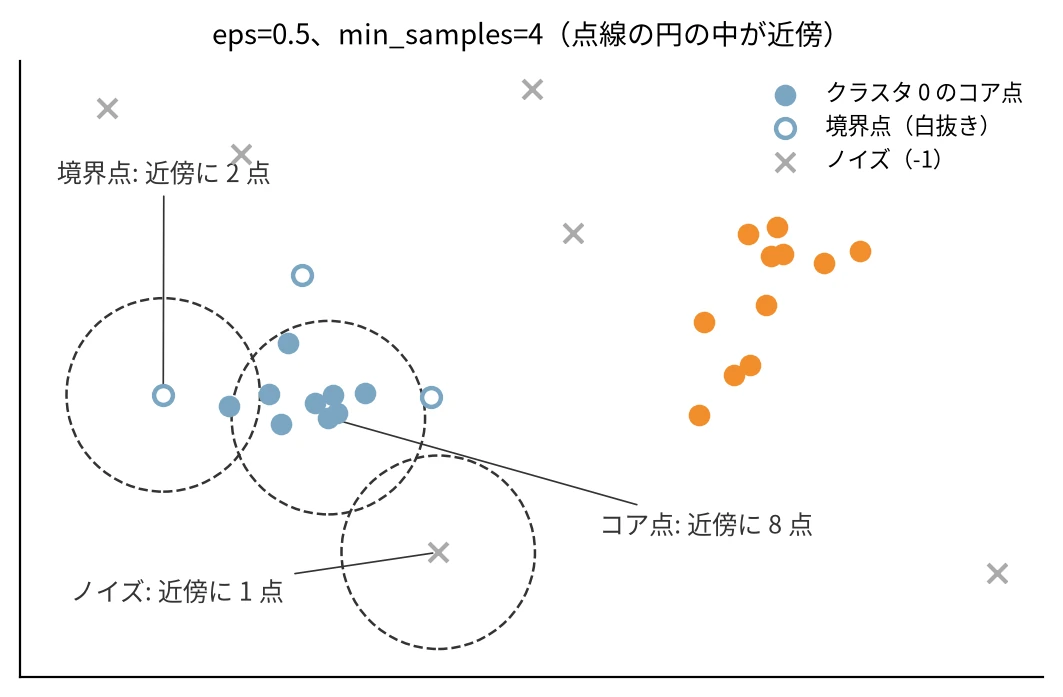 eps=0.5、min_samples=4（点線の円の中が近傍）
クラスタ 0 のコア点
境界点（白抜き）
ノイズ（-1）
境界点: 近傍に 2 点
コア点: 近傍に 8 点
ノイズ: 近傍に 1 点